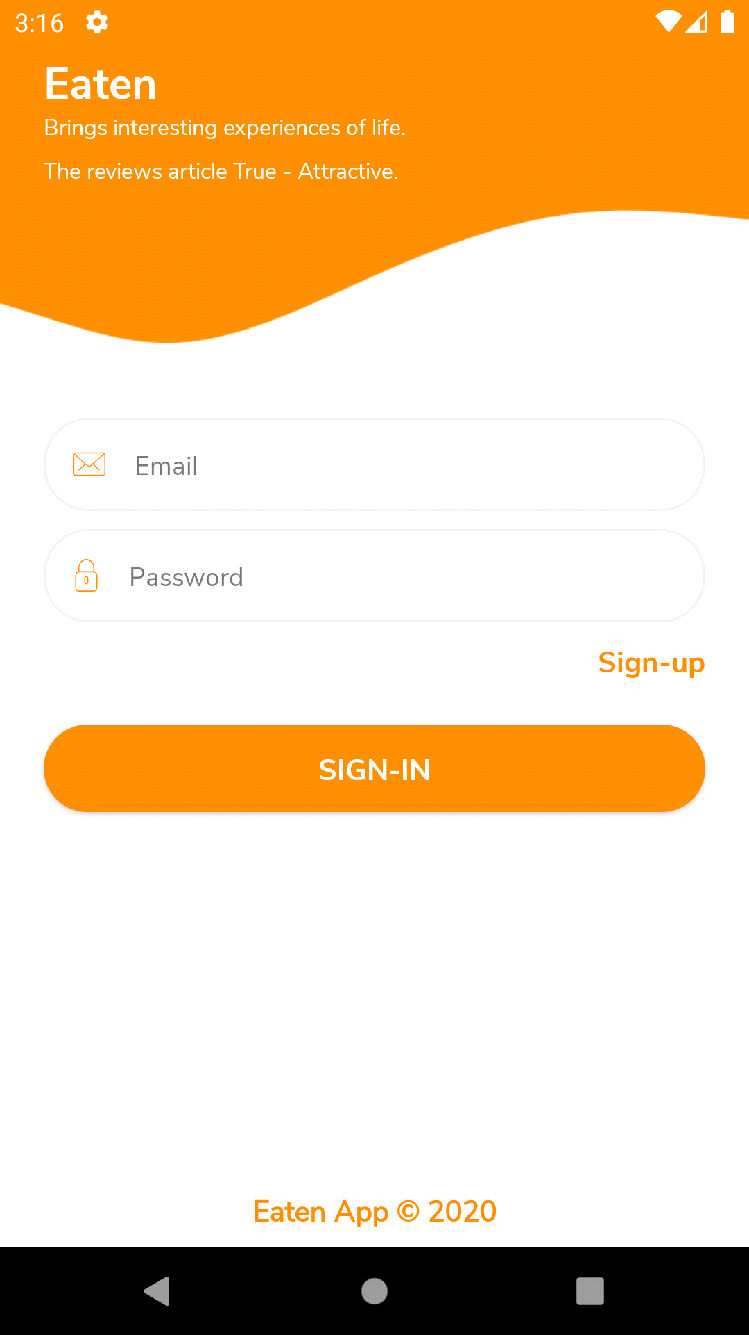 3:16
Eaten
Brings interesting experiences of life.
The reviews article True - Attractive.
Email
Password
Sign-up
SIGN-IN
Eaten App © 2020